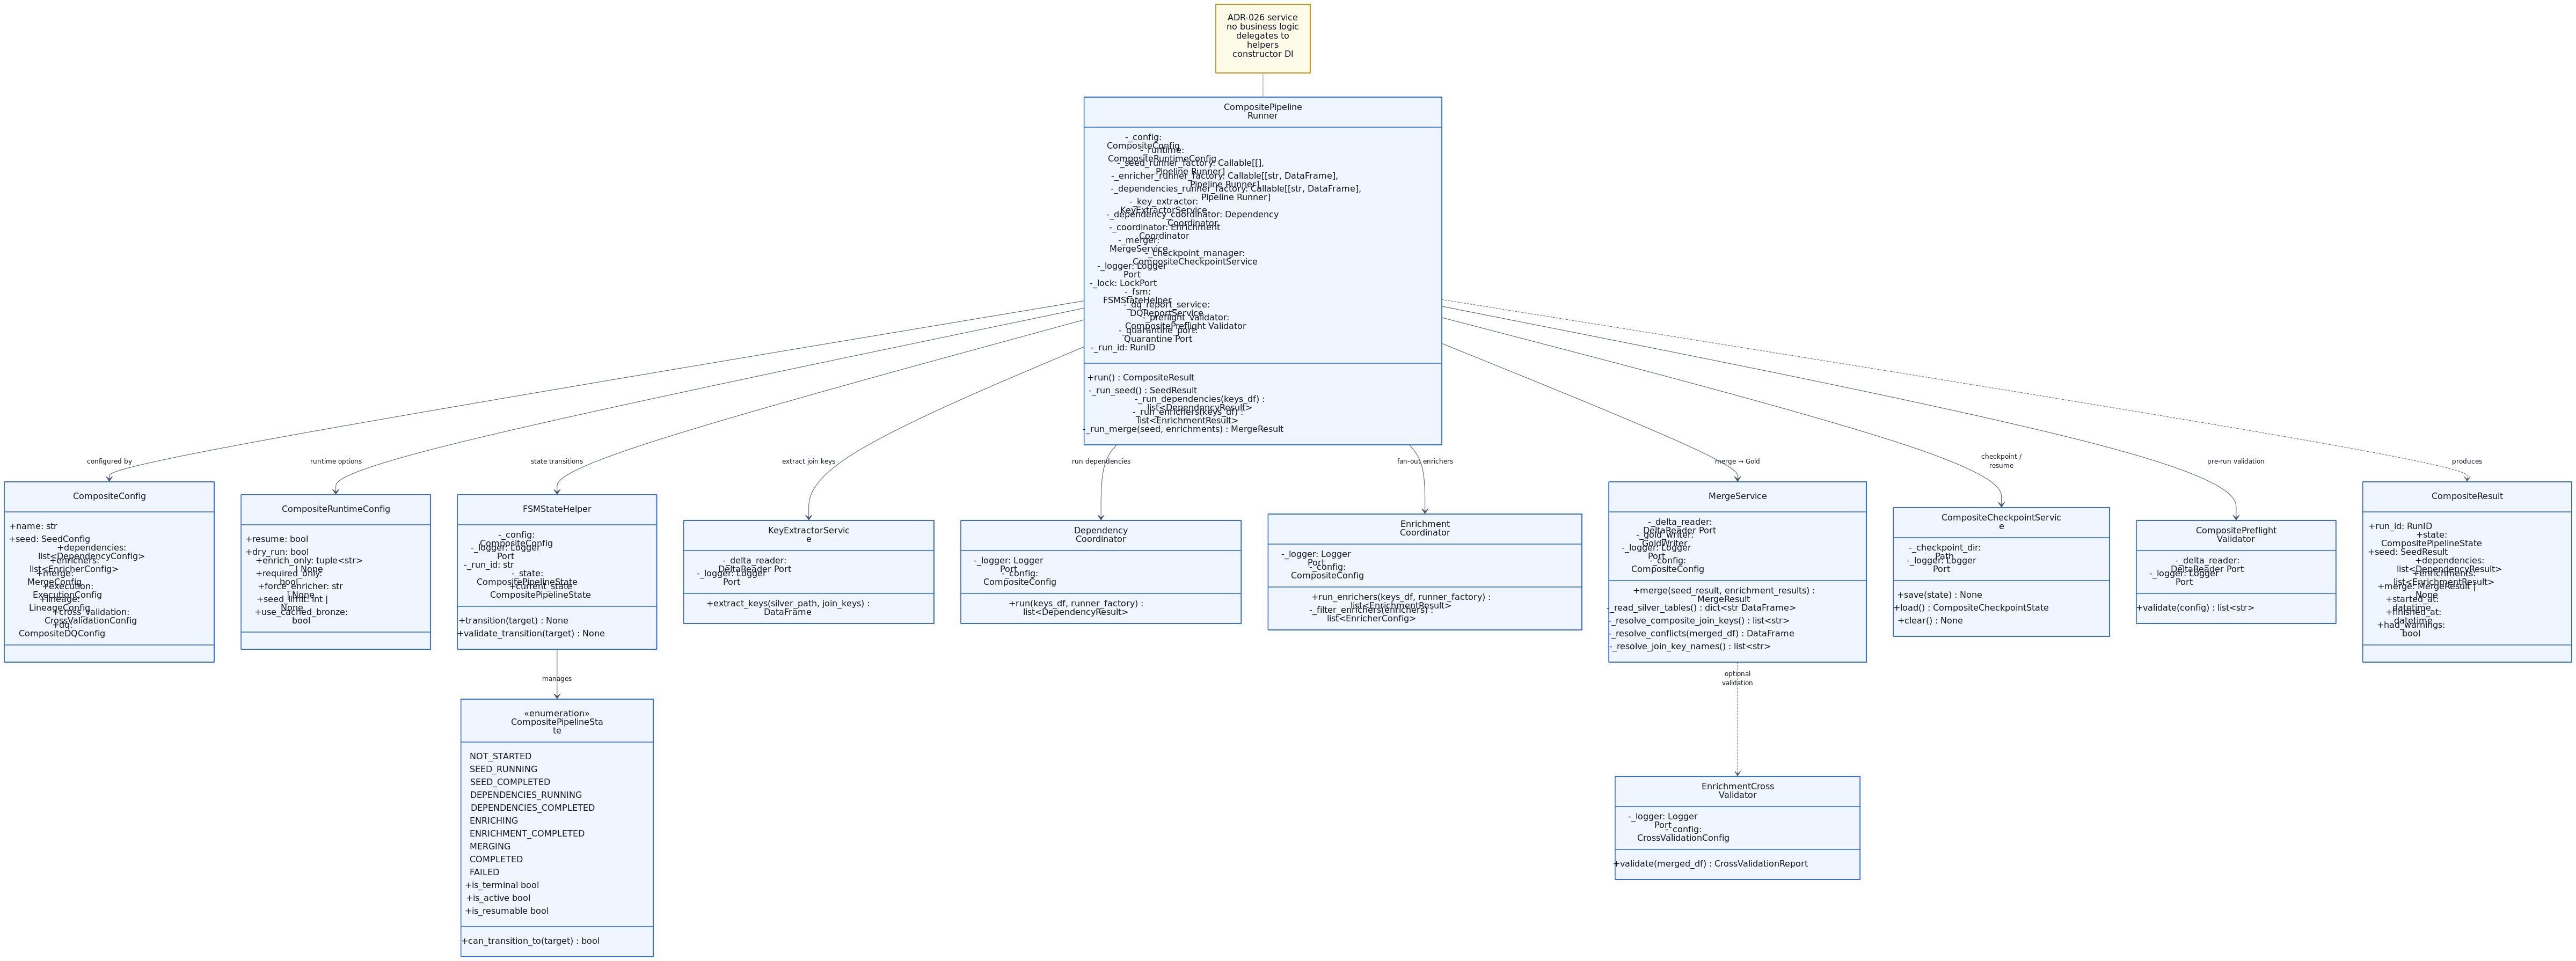 ADR-026 service
no business logic
delegates to
helpers
constructor DI
CompositePipeline
Runner
-_config:
CompositeConfig
-_runtime:
CompositeRuntimeConfig
-_seed_runner_factory: Callable[[],
Pipeline Runner]
-_enricher_runner_factory: Callable[[str, DataFrame],
Pipeline Runner]
-_dependencies_runner_factory: Callable[[str, DataFrame],
Pipeline Runner]
-_key_extractor:
KeyExtractorService
-_dependency_coordinator: Dependency
Coordinator
-_coordinator: Enrichment
Coordinator
-_merger:
MergeService
-_checkpoint_manager:
CompositeCheckpointService
-_logger: Logger
Port
-_lock: LockPort
-_fsm:
FSMStateHelper
-_dq_report_service:
DQReportService
-_preflight_validator:
CompositePreflight Validator
-_quarantine_port:
Quarantine Port
-_run_id: RunID
+run() : CompositeResult
-_run_seed() : SeedResult
-_run_dependencies(keys_df) :
list<DependencyResult>
-_run_enrichers(keys_df) :
list<EnrichmentResult>
-_run_merge(seed, enrichments) : MergeResult
configured by
runtime options
state transitions
extract join keys
run dependencies
fan-out enrichers
merge → Gold
checkpoint /
resume
pre-run validation
produces
CompositeConfig
+name: str
+seed: SeedConfig
+dependencies:
list<DependencyConfig>
+enrichers:
list<EnricherConfig>
+merge:
MergeConfig
+execution:
ExecutionConfig
+lineage:
LineageConfig
+cross_validation:
CrossValidationConfig
+dq:
CompositeDQConfig
CompositeRuntimeConfig
+resume: bool
+dry_run: bool
+enrich_only: tuple<str>
| None
+required_only:
bool
+force_enricher: str
| None
+seed_limit: int |
None
+use_cached_bronze:
bool
FSMStateHelper
-_config:
CompositeConfig
-_logger: Logger
Port
-_run_id: str
-_state:
CompositePipelineState
+current_state
CompositePipelineState
+transition(target) : None
+validate_transition(target) : None
KeyExtractorServic
e
-_delta_reader:
DeltaReader Port
-_logger: Logger
Port
+extract_keys(silver_path, join_keys) :
DataFrame
Dependency
Coordinator
-_logger: Logger
Port
-_config:
CompositeConfig
+run(keys_df, runner_factory) :
list<DependencyResult>
Enrichment
Coordinator
-_logger: Logger
Port
-_config:
CompositeConfig
+run_enrichers(keys_df, runner_factory) :
list<EnrichmentResult>
-_filter_enrichers(enrichers) :
list<EnricherConfig>
MergeService
-_delta_reader:
DeltaReader Port
-_gold_writer:
GoldWriter
-_logger: Logger
Port
-_config:
CompositeConfig
+merge(seed_result, enrichment_results) :
MergeResult
-_read_silver_tables() : dict<str DataFrame>
-_resolve_composite_join_keys() : list<str>
-_resolve_conflicts(merged_df) : DataFrame
-_resolve_join_key_names() : list<str>
CompositeCheckpointServic
e
-_checkpoint_dir:
Path
-_logger: Logger
Port
+save(state) : None
+load() : CompositeCheckpointState
+clear() : None
CompositePreflight
Validator
-_delta_reader:
DeltaReader Port
-_logger: Logger
Port
+validate(config) : list<str>
CompositeResult
+run_id: RunID
+state:
CompositePipelineState
+seed: SeedResult
+dependencies:
list<DependencyResult>
+enrichments:
list<EnrichmentResult>
+merge: MergeResult |
None
+started_at:
datetime
+finished_at:
datetime
+had_warnings:
bool
manages
optional
validation
«enumeration»
CompositePipelineSta
te
NOT_STARTED
SEED_RUNNING
SEED_COMPLETED
DEPENDENCIES_RUNNING
DEPENDENCIES_COMPLETED
ENRICHING
ENRICHMENT_COMPLETED
MERGING
COMPLETED
FAILED
+is_terminal bool
+is_active bool
+is_resumable bool
+can_transition_to(target) : bool
EnrichmentCross
Validator
-_logger: Logger
Port
-_config:
CrossValidationConfig
+validate(merged_df) : CrossValidationReport